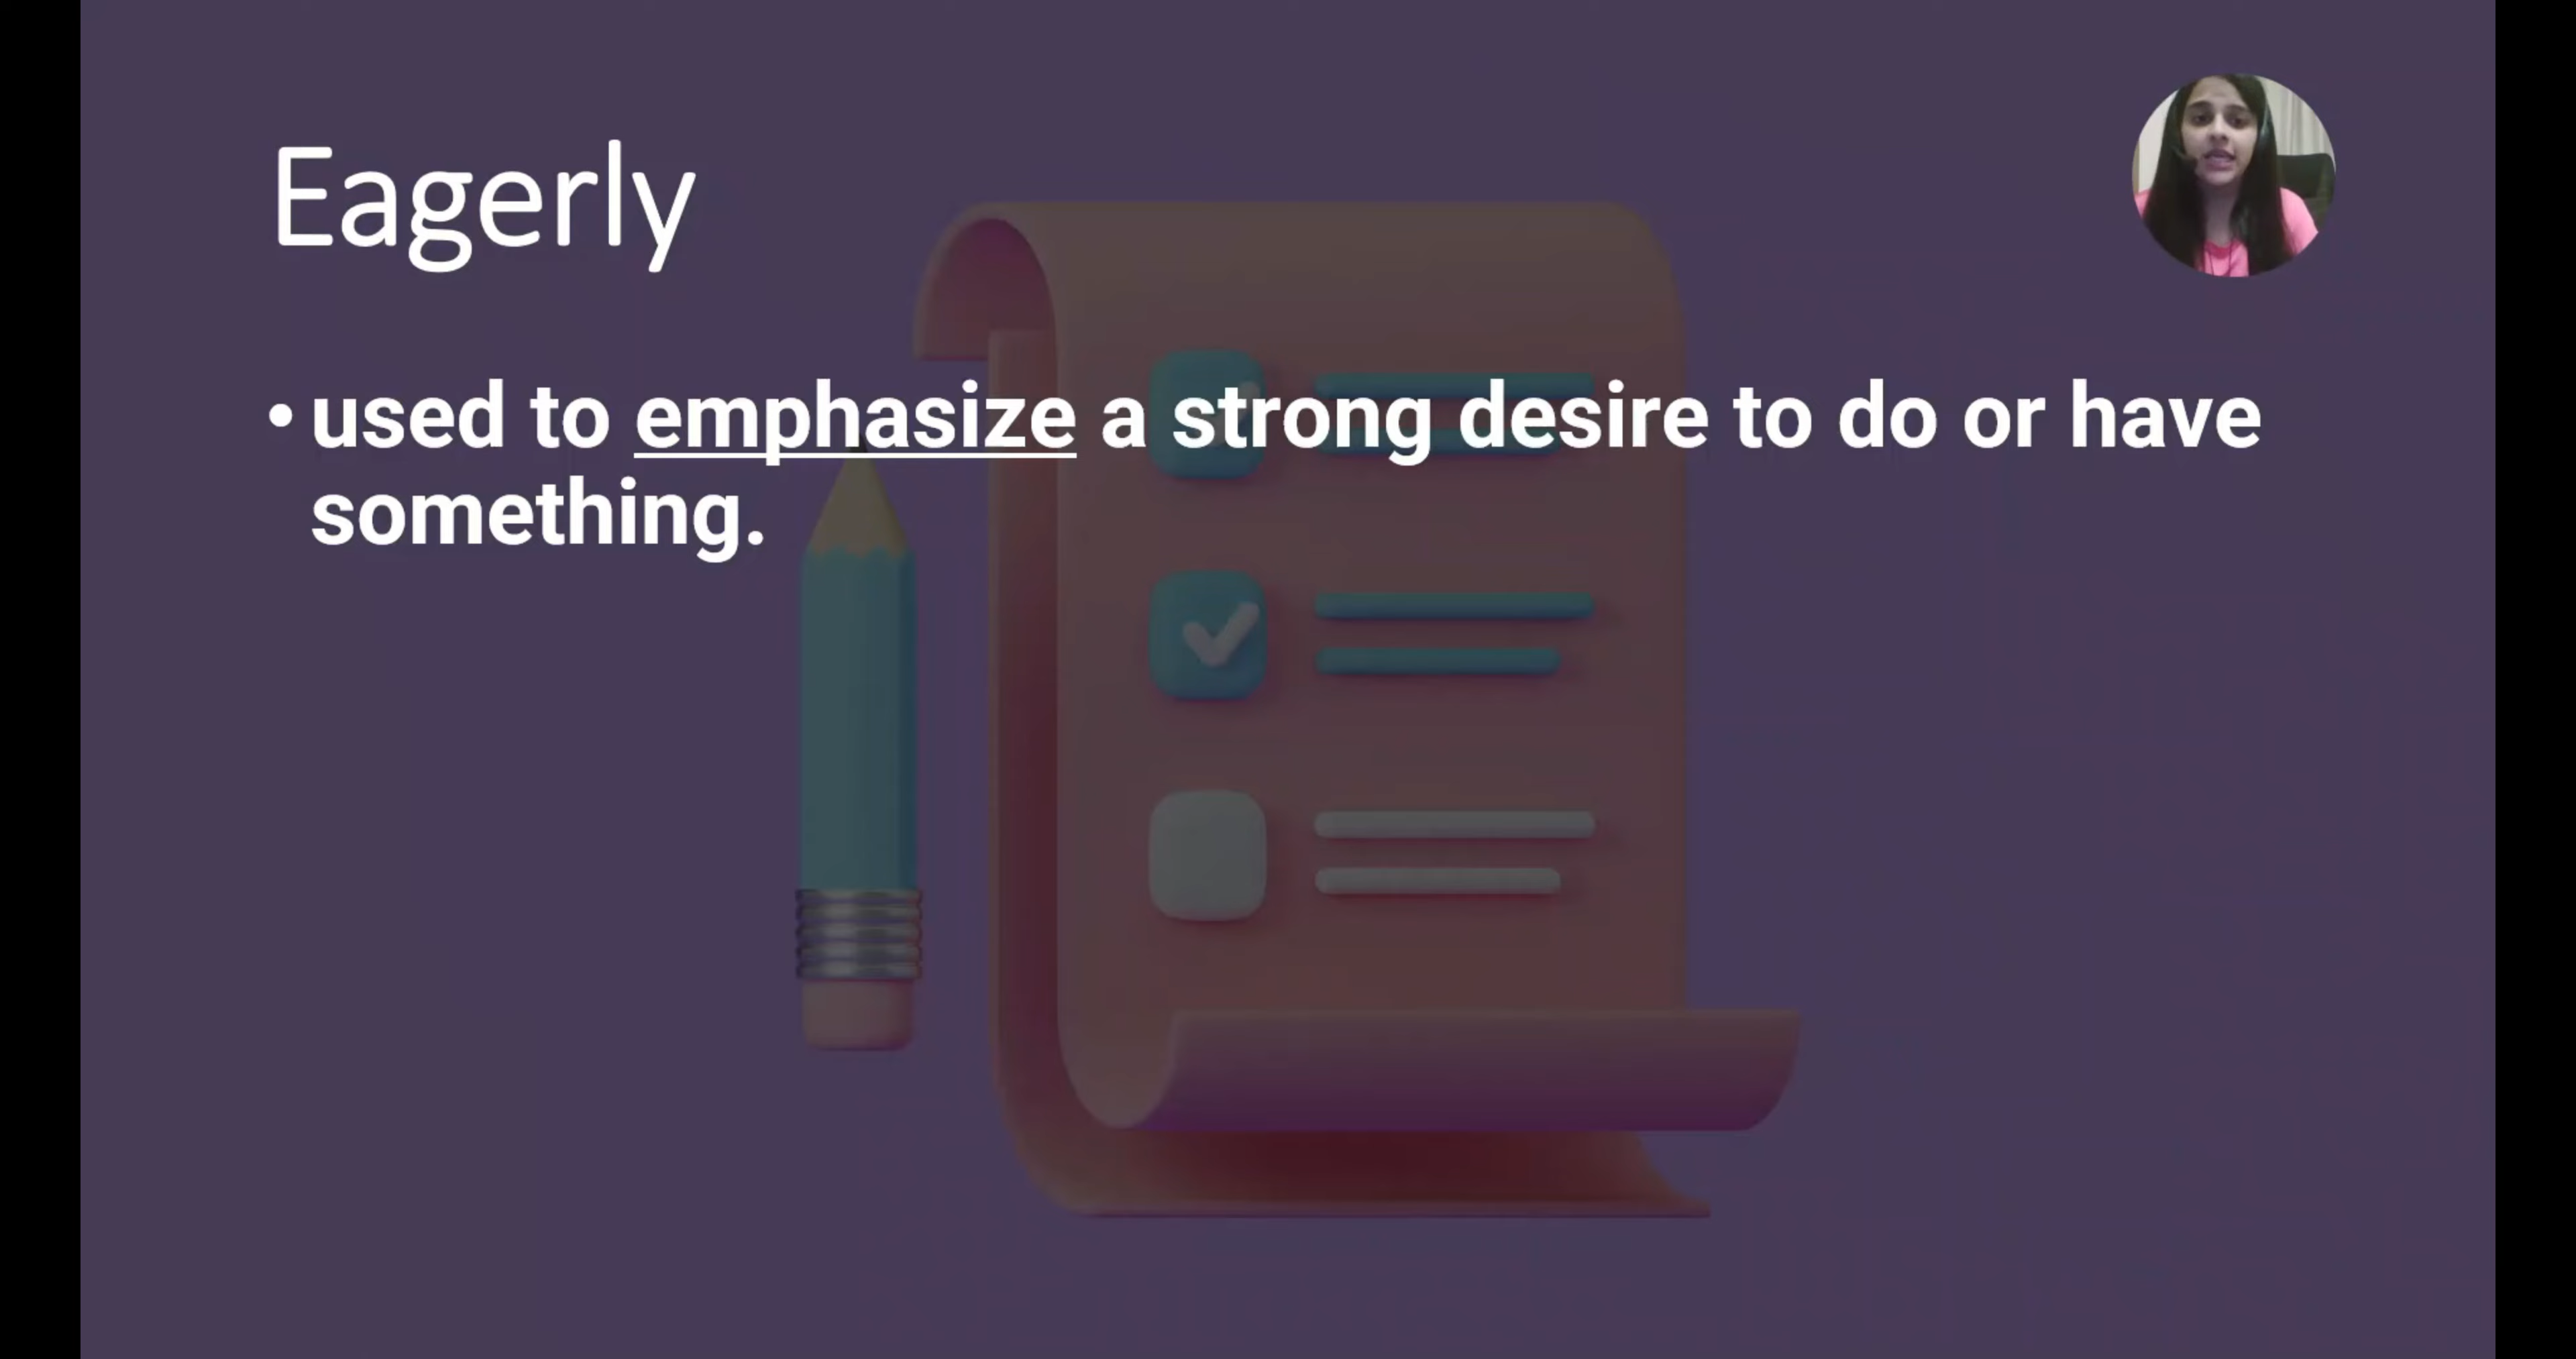 Eagerly
• used to emphasize a strong desire to do or have
something.